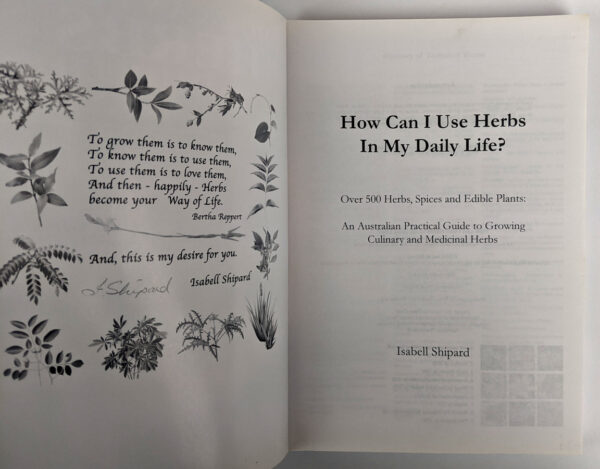 To grow them is to know them,
To know them is to use them,
To use them is to love them,
And then - happily - Herbs
become your Way of Life.
Bertha Reppert
And, this is my desire for you.
I Shipard
Isabell Shipard
How Can I Use Herbs
In My Daily Life?
Over 500 Herbs, Spices and Edible Plants:
An Australian Practical Guide to Growing
Culinary and Medicinal Herbs
Isabell Shipard